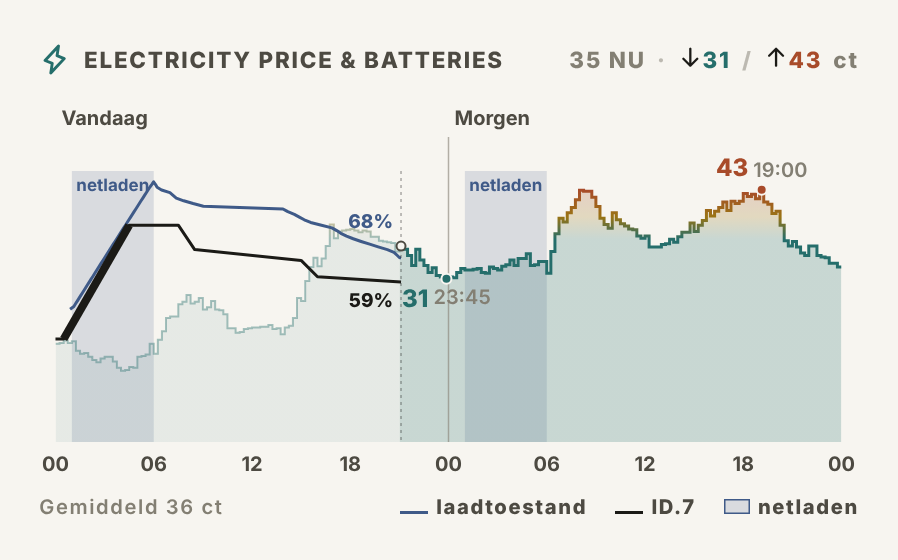 ELECTRICITY PRICE & BATTERIES 35 NU · ↓31 / ↑43 ct
Vandaag Morgen
43 19:00
netladen netladen
68%
59% 31 23:45
00 06 12 18 00 06 12 18 00
Gemiddeld 36 ct laadtoestand ID.7 netladen